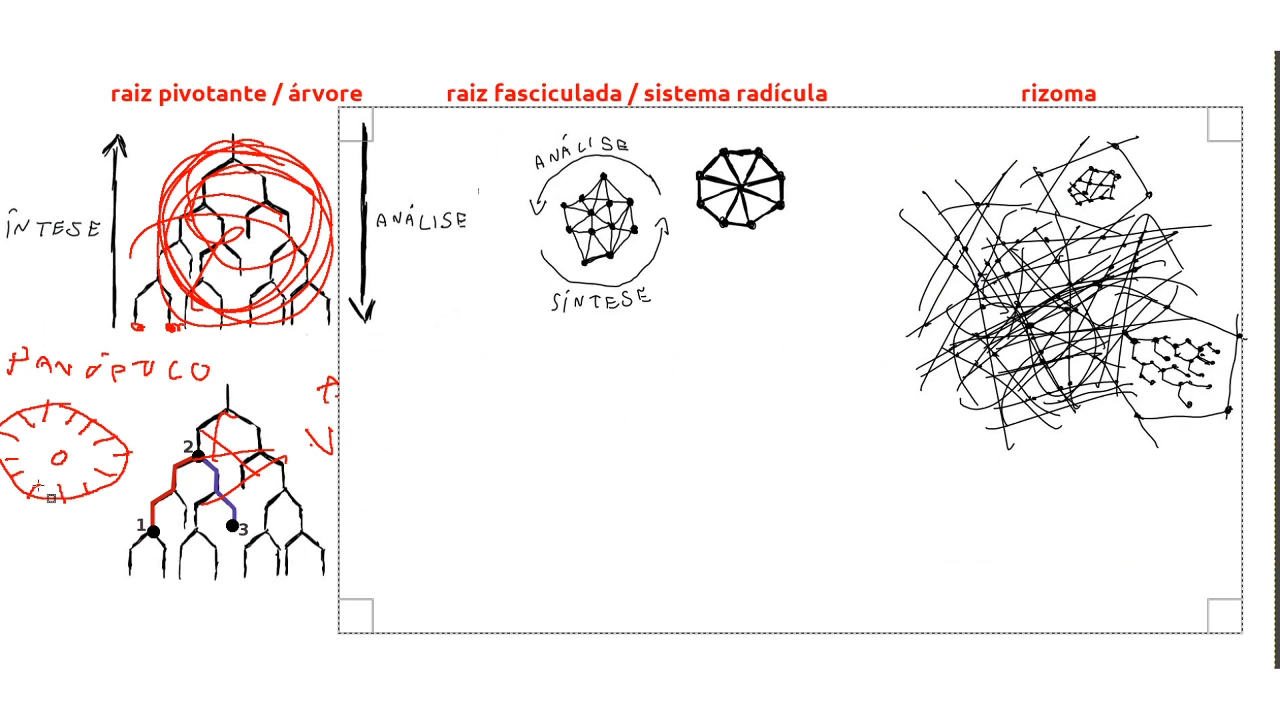 raiz pivotante / árvore
raiz fasciculada / sistema radícula
rizoma
ÍNTESE
ANÁLISE
ANÁLISE
SÍNTESE
PANÓPTICO
2
1
3